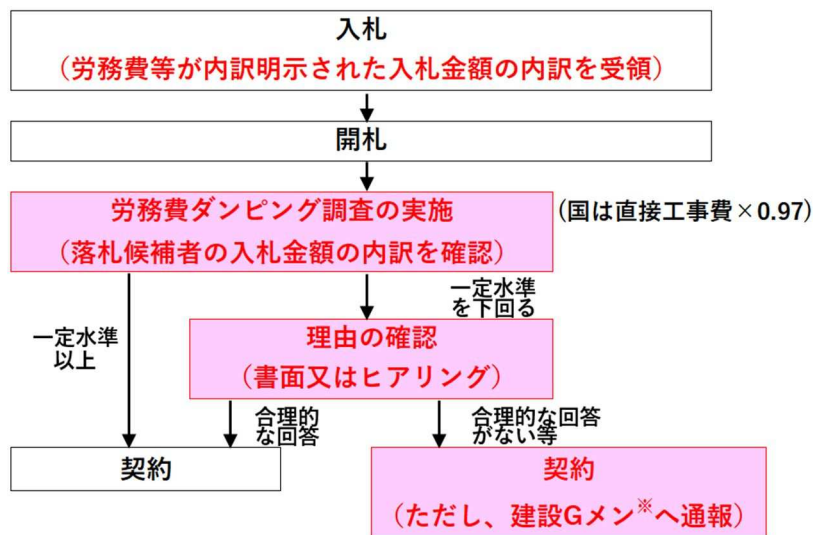 入札
（労務費等が内訳明示された入札金額の内訳を受領）
開札
労務費ダンピング調査の実施
（落札候補者の入札金額の内訳を確認）
(国は直接工事費×0.97)
一定水準
を下回る
一定水準
以上
理由の確認
（書面又はヒアリング）
合理的
な回答
合理的な回答
がない等
契約
契約
（ただし、建設Gメン※へ通報）